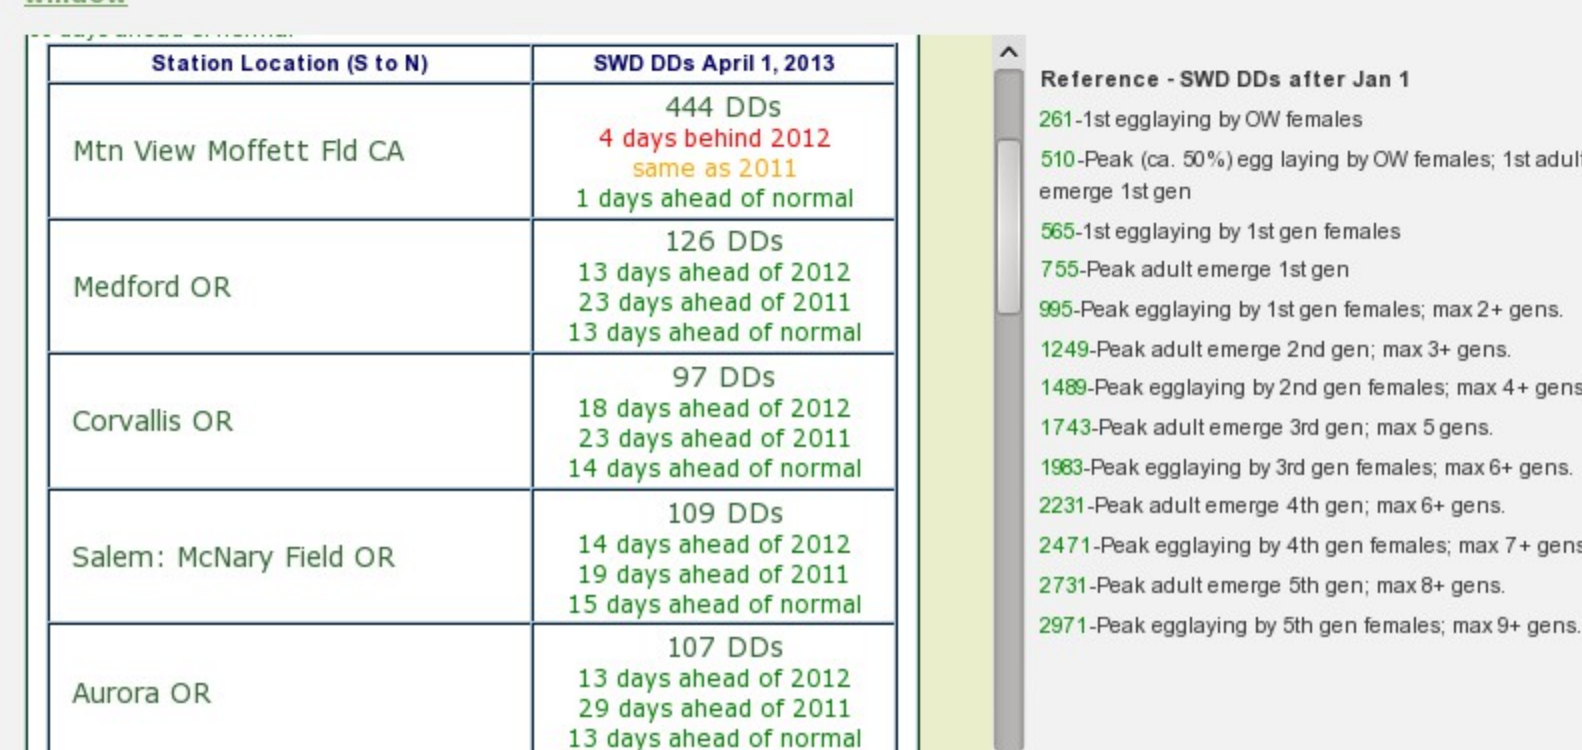 window
days ahead of normal
Station Location (S to N)
SWD DDs April 1, 2013
Mtn View Moffett Fld CA
444 DDs
4 days behind 2012
same as 2011
1 days ahead of normal
Medford OR
126 DDs
13 days ahead of 2012
23 days ahead of 2011
13 days ahead of normal
Corvallis OR
97 DDs
18 days ahead of 2012
23 days ahead of 2011
14 days ahead of normal
Salem: McNary Field OR
109 DDs
14 days ahead of 2012
19 days ahead of 2011
15 days ahead of normal
Aurora OR
107 DDs
13 days ahead of 2012
29 days ahead of 2011
13 days ahead of normal
Reference - SWD DDs after Jan 1
261-1st egglaying by OW females
510-Peak (ca. 50%) egg laying by OW females; 1st adult
emerge 1st gen
565-1st egglaying by 1st gen females
755-Peak adult emerge 1st gen
995-Peak egglaying by 1st gen females; max 2+ gens.
1249-Peak adult emerge 2nd gen; max 3+ gens.
1489-Peak egglaying by 2nd gen females; max 4+ gens
1743-Peak adult emerge 3rd gen; max 5 gens.
1983-Peak egglaying by 3rd gen females; max 6+ gens.
2231-Peak adult emerge 4th gen; max 6+ gens.
2471-Peak egglaying by 4th gen females; max 7+ gens
2731-Peak adult emerge 5th gen; max 8+ gens.
2971-Peak egglaying by 5th gen females; max 9+ gens.